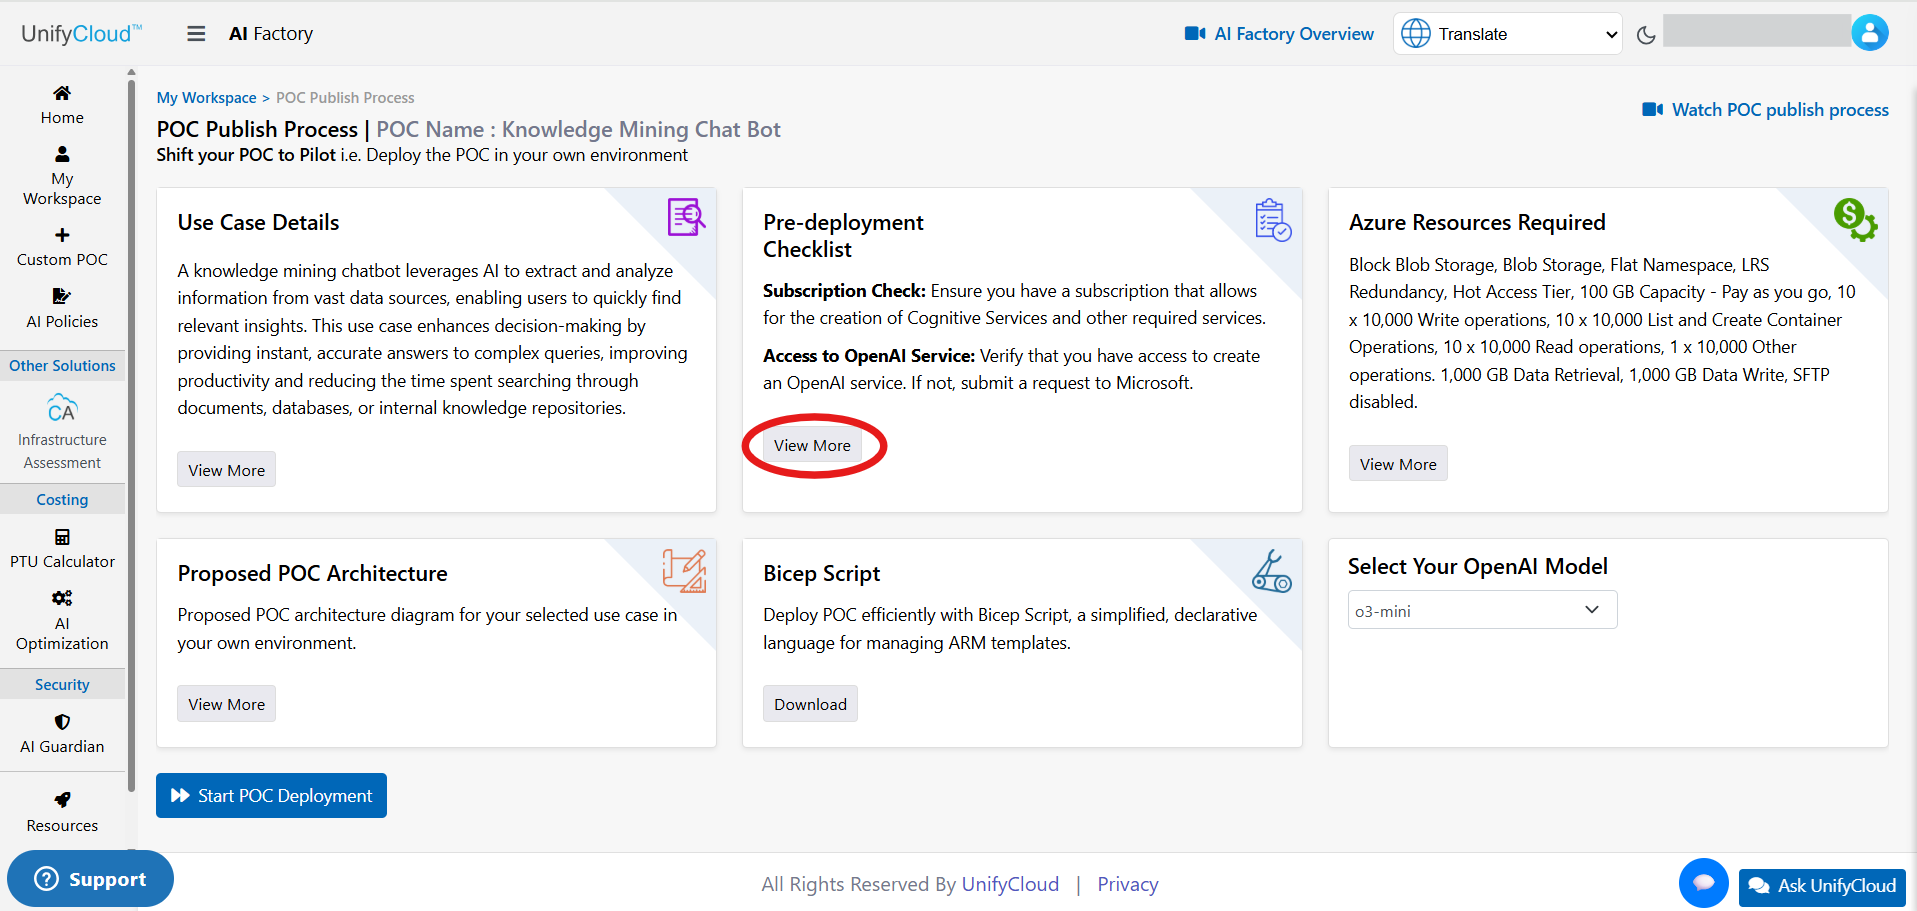 UnifyCloud™
AI Factory
AI Factory Overview
Translate
Home
My
Workspace
Custom POC
AI Policies
Other Solutions
CA
Infrastructure
Assessment
Costing
PTU Calculator
AI
Optimization
Security
AI Guardian
Resources
Support
My Workspace > POC Publish Process
Watch POC publish process
POC Publish Process | POC Name : Knowledge Mining Chat Bot
Shift your POC to Pilot i.e. Deploy the POC in your own environment
Use Case Details
A knowledge mining chatbot leverages AI to extract and analyze
information from vast data sources, enabling users to quickly find
relevant insights. This use case enhances decision-making by
providing instant, accurate answers to complex queries, improving
productivity and reducing the time spent searching through
documents, databases, or internal knowledge repositories.
View More
Pre-deployment
Checklist
Subscription Check: Ensure you have a subscription that allows
for the creation of Cognitive Services and other required services.
Access to OpenAI Service: Verify that you have access to create
an OpenAI service. If not, submit a request to Microsoft.
View More
Azure Resources Required
Block Blob Storage, Blob Storage, Flat Namespace, LRS
Redundancy, Hot Access Tier, 100 GB Capacity - Pay as you go, 10
x 10,000 Write operations, 10 x 10,000 List and Create Container
Operations, 10 x 10,000 Read operations, 1 x 10,000 Other
operations. 1,000 GB Data Retrieval, 1,000 GB Data Write, SFTP
disabled.
View More
Proposed POC Architecture
Proposed POC architecture diagram for your selected use case in
your own environment.
View More
Bicep Script
Deploy POC efficiently with Bicep Script, a simplified, declarative
language for managing ARM templates.
Download
Select Your OpenAI Model
o3-mini
Start POC Deployment
All Rights Reserved By UnifyCloud | Privacy
Ask UnifyCloud